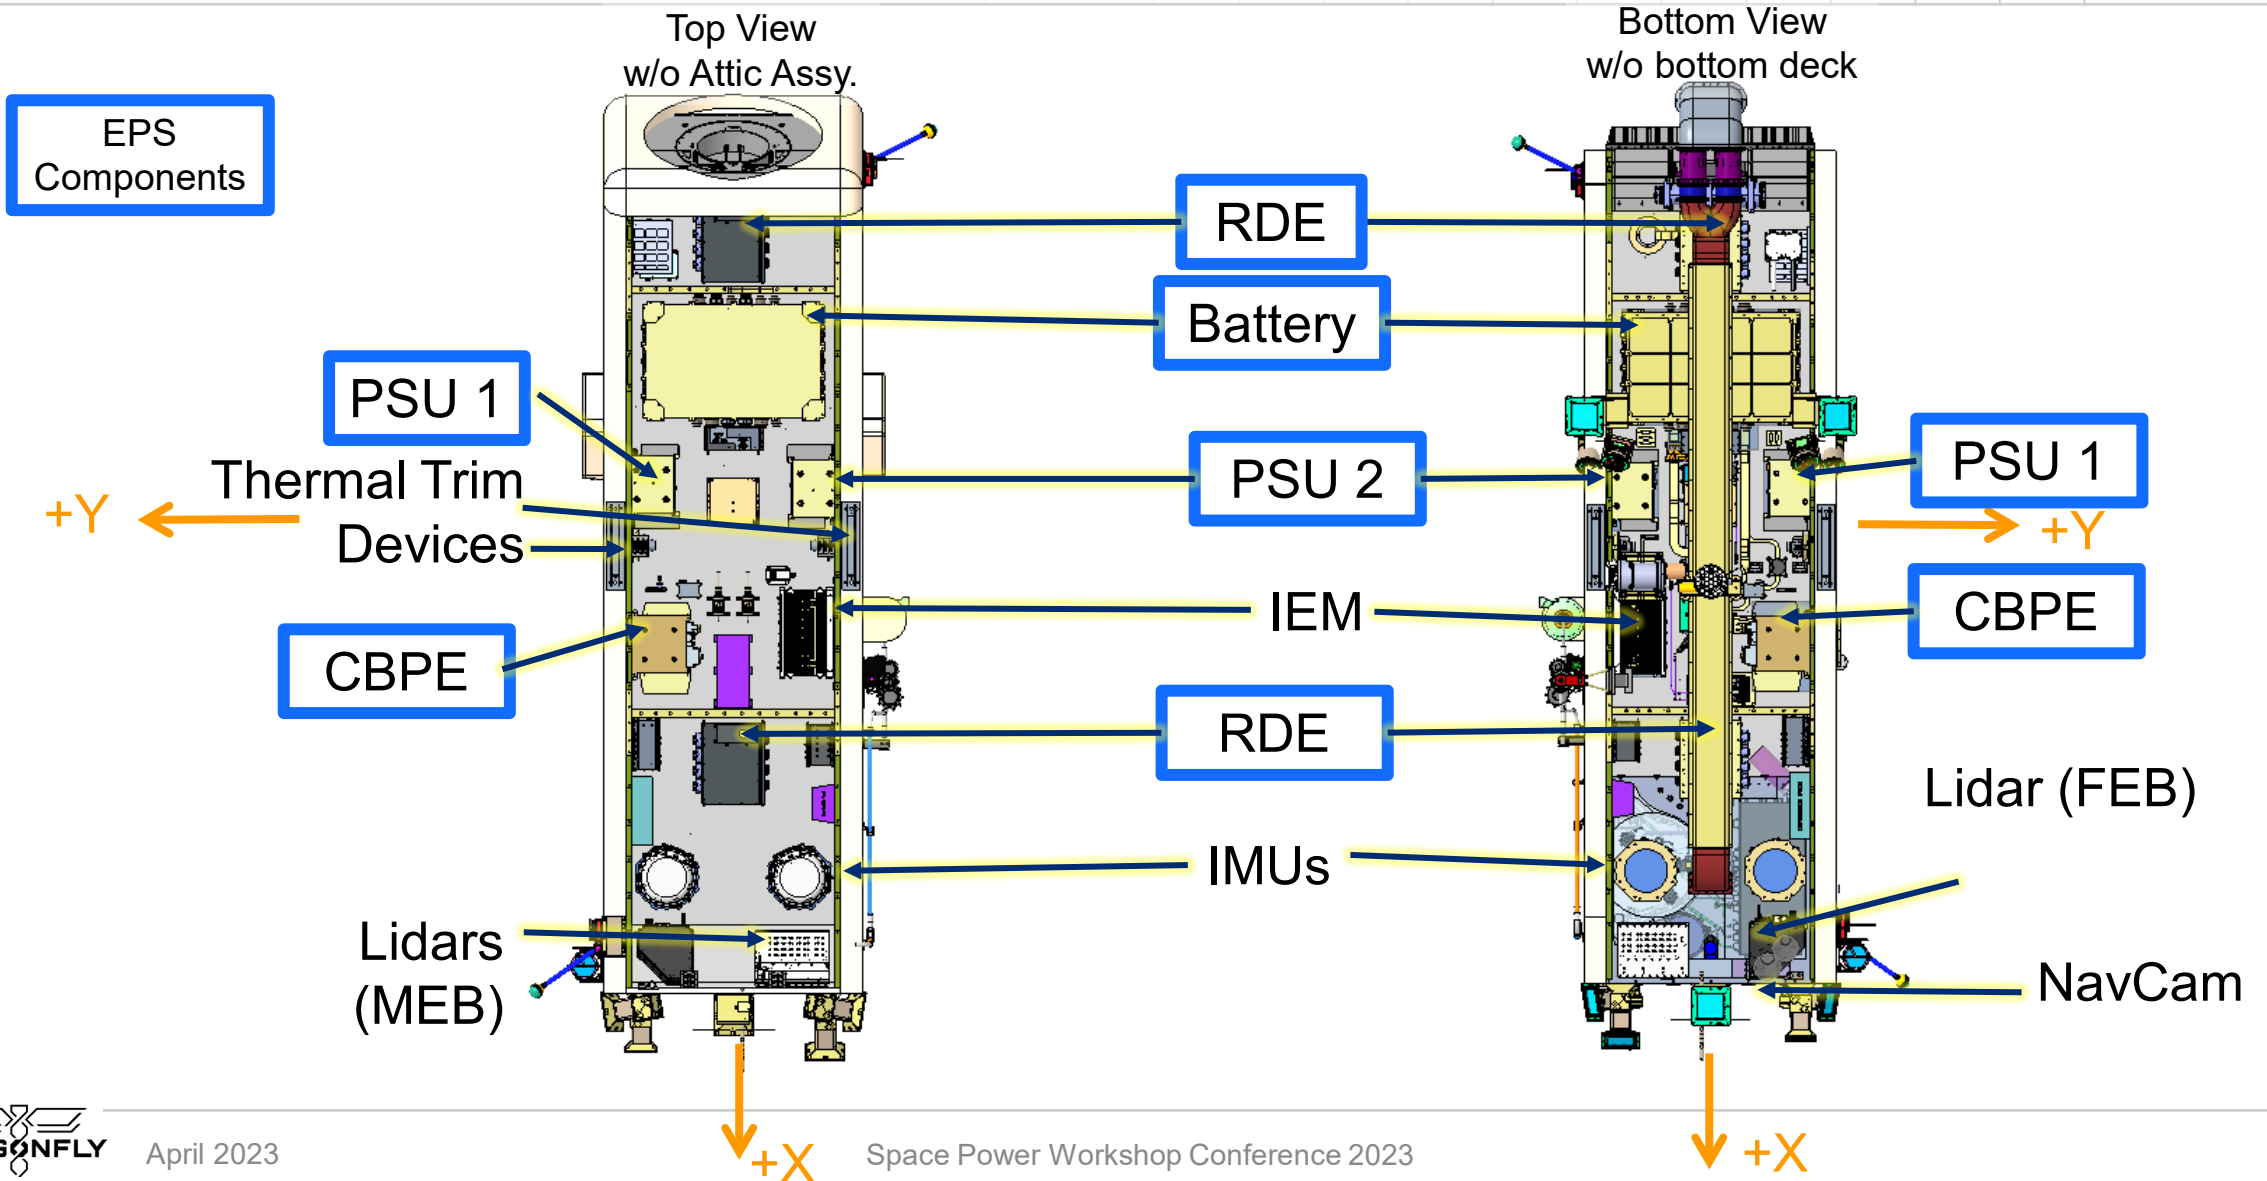 Top View
w/o Attic Assy.
Bottom View
w/o bottom deck
EPS
Components
RDE
Battery
PSU 1
PSU 2
PSU 1
Thermal Trim
Devices
+Y
+Y
IEM
CBPE
CBPE
RDE
Lidar (FEB)
IMUs
Lidars
(MEB)
NavCam
+X
+X
GONFLY
April 2023
Space Power Workshop Conference 2023